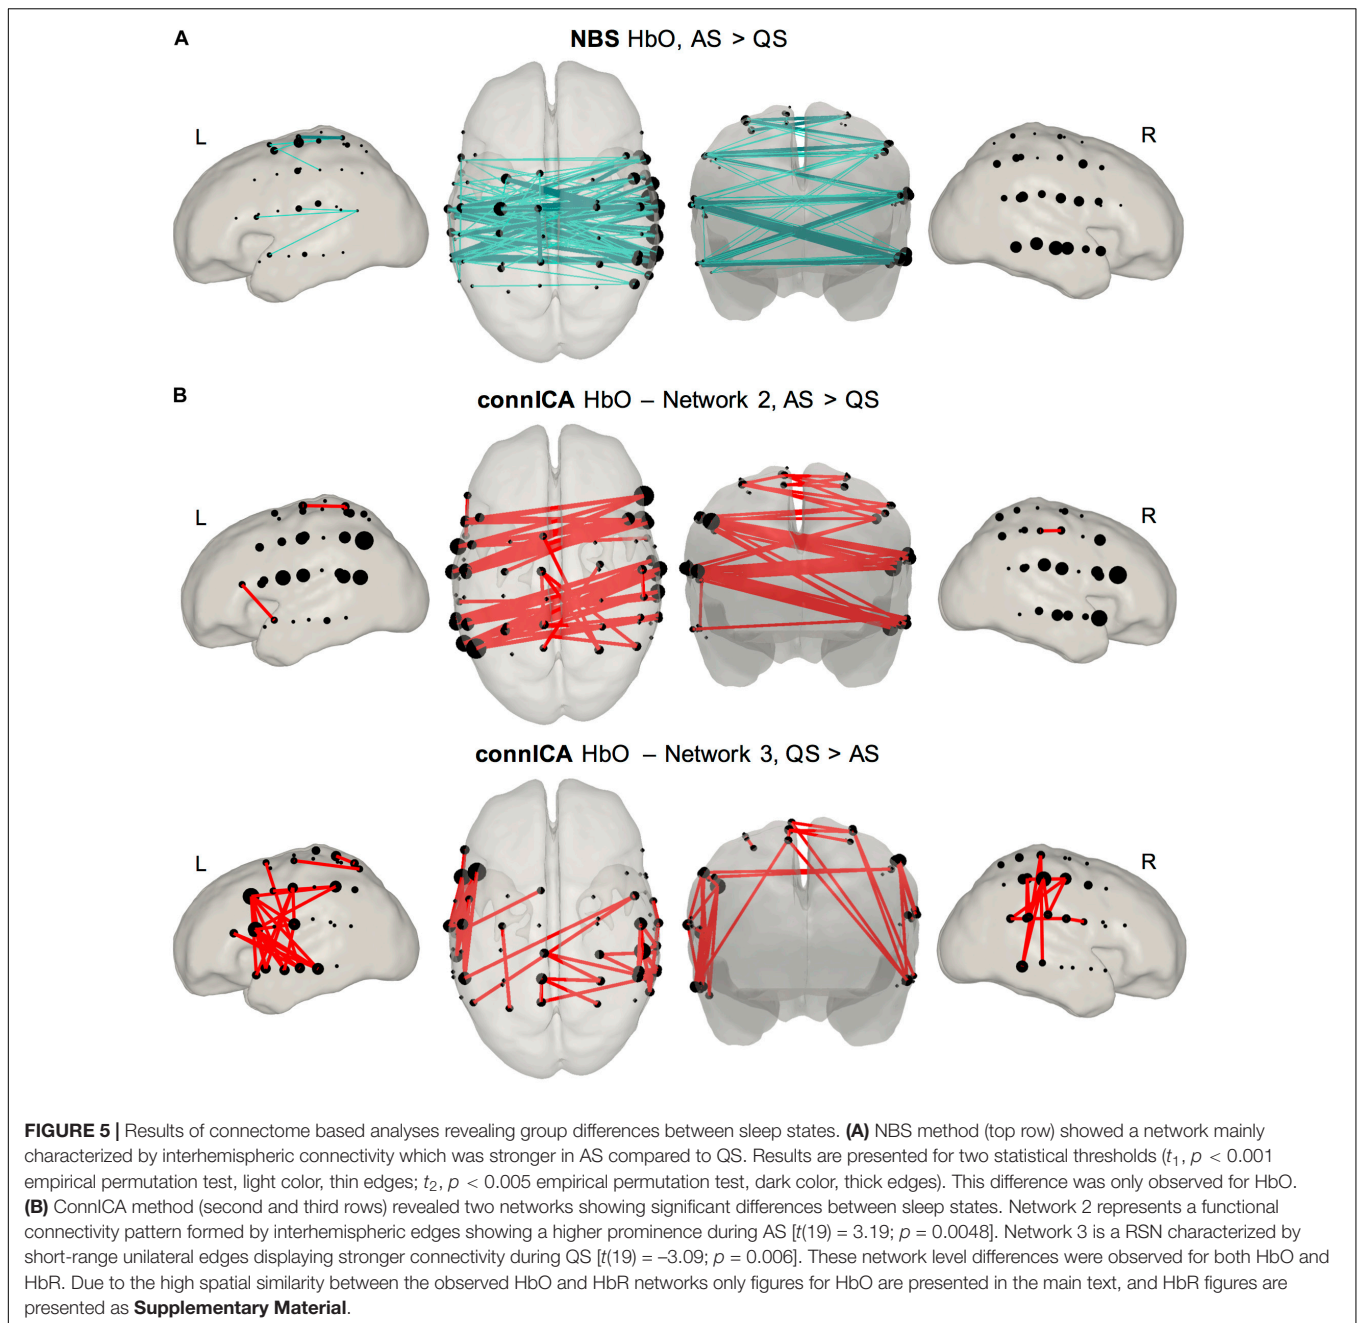 A
NBS HbO, AS > QS
L
R
B
connICA HbO – Network 2, AS > QS
L
R
connICA HbO – Network 3, QS > AS
L
R
FIGURE 5 | Results of connectome based analyses revealing group differences between sleep states. (A) NBS method (top row) showed a network mainly
characterized by interhemispheric connectivity which was stronger in AS compared to QS. Results are presented for two statistical thresholds (t₁, p < 0.001
empirical permutation test, light color, thin edges; t₂, p < 0.005 empirical permutation test, dark color, thick edges). This difference was only observed for HbO.
(B) ConnICA method (second and third rows) revealed two networks showing significant differences between sleep states. Network 2 represents a functional
connectivity pattern formed by interhemispheric edges showing a higher prominence during AS [t(19) = 3.19; p = 0.0048]. Network 3 is a RSN characterized by
short-range unilateral edges displaying stronger connectivity during QS [t(19) = –3.09; p = 0.006]. These network level differences were observed for both HbO and
HbR. Due to the high spatial similarity between the observed HbO and HbR networks only figures for HbO are presented in the main text, and HbR figures are
presented as Supplementary Material.